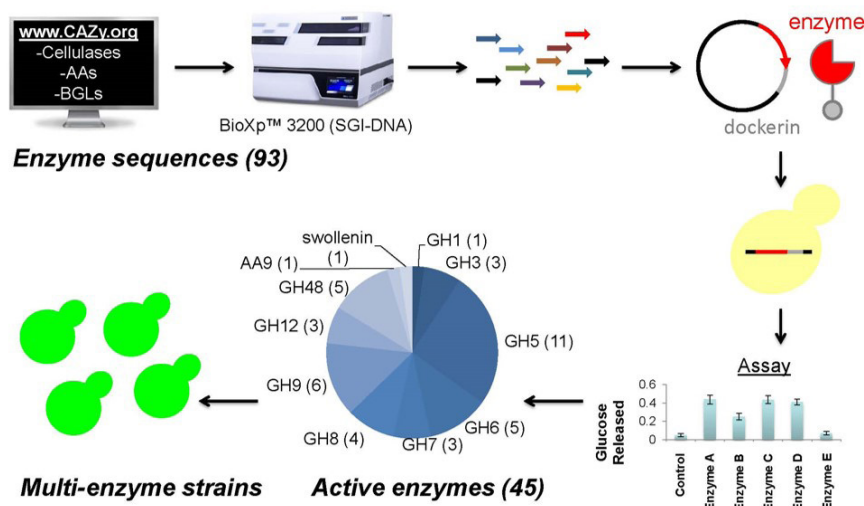 www.CAZy.org
-Cellulases
-AAs
-BGLs
BioXp™ 3200 (SGI-DNA)
Enzyme sequences (93)
enzyme
dockerin
swollenin
(1)
GH1 (1)
AA9 (1)
GH3 (3)
GH48 (5)
GH12 (3)
GH5 (11)
GH9 (6)
GH6 (5)
GH8 (4)
GH7 (3)
Assay
Glucose
Released
0.6
0.4
0.2
0
Control
Enzyme A
Enzyme B
Enzyme C
Enzyme D
Enzyme E
Multi-enzyme strains
Active enzymes (45)